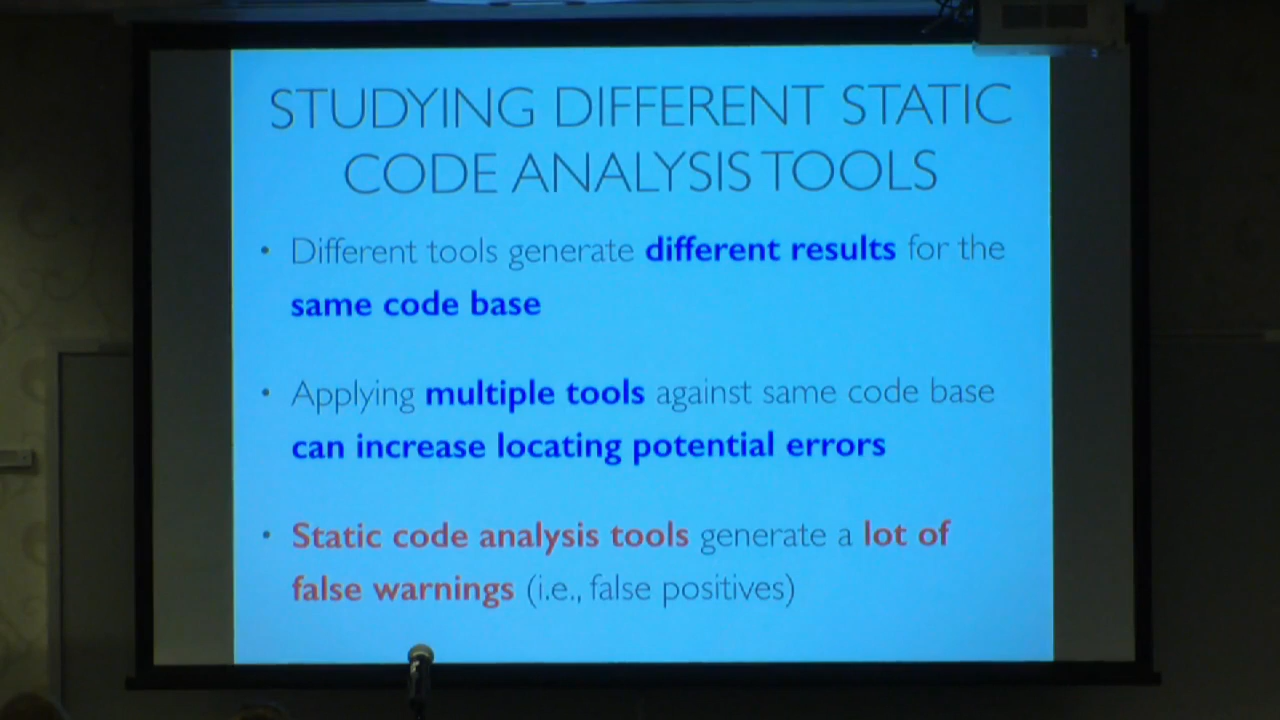 STUDYING DIFFERENT STATIC
CODE ANALYSIS TOOLS
• Different tools generate different results for the
same code base
• Applying multiple tools against same code base
can increase locating potential errors
• Static code analysis tools generate a lot of
false warnings (i.e., false positives)